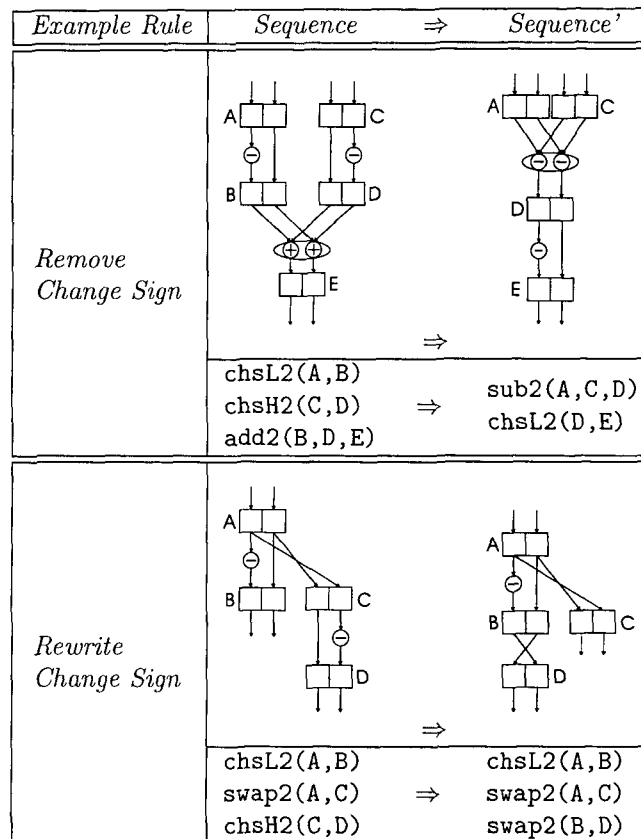 Example Rule Sequence ⇒ Sequence'
A C A C
− − − −
B D D
+ + −
E E
Remove
Change Sign
⇒
chsL2(A,B)
chsH2(C,D) ⇒ sub2(A,C,D)
add2(B,D,E) chsL2(D,E)
A A
− −
B C B C
− D
D
Rewrite
Change Sign
⇒
chsL2(A,B) chsL2(A,B)
swap2(A,C) ⇒ swap2(A,C)
chsH2(C,D) swap2(B,D)